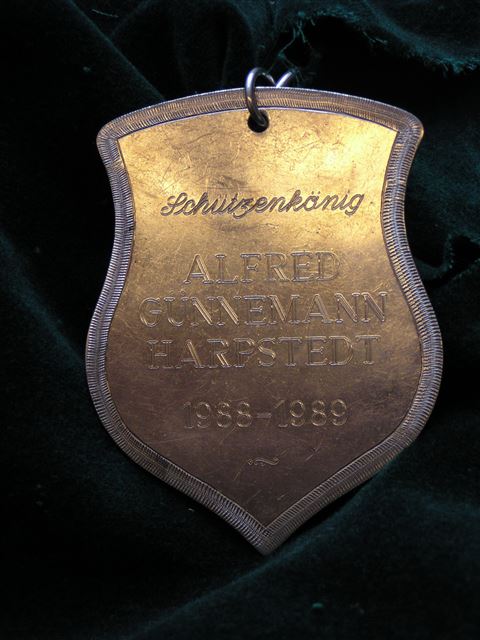 Schützenkönig
ALFRED
GÜNNEMANN
HARPSTEDT
1988-1989